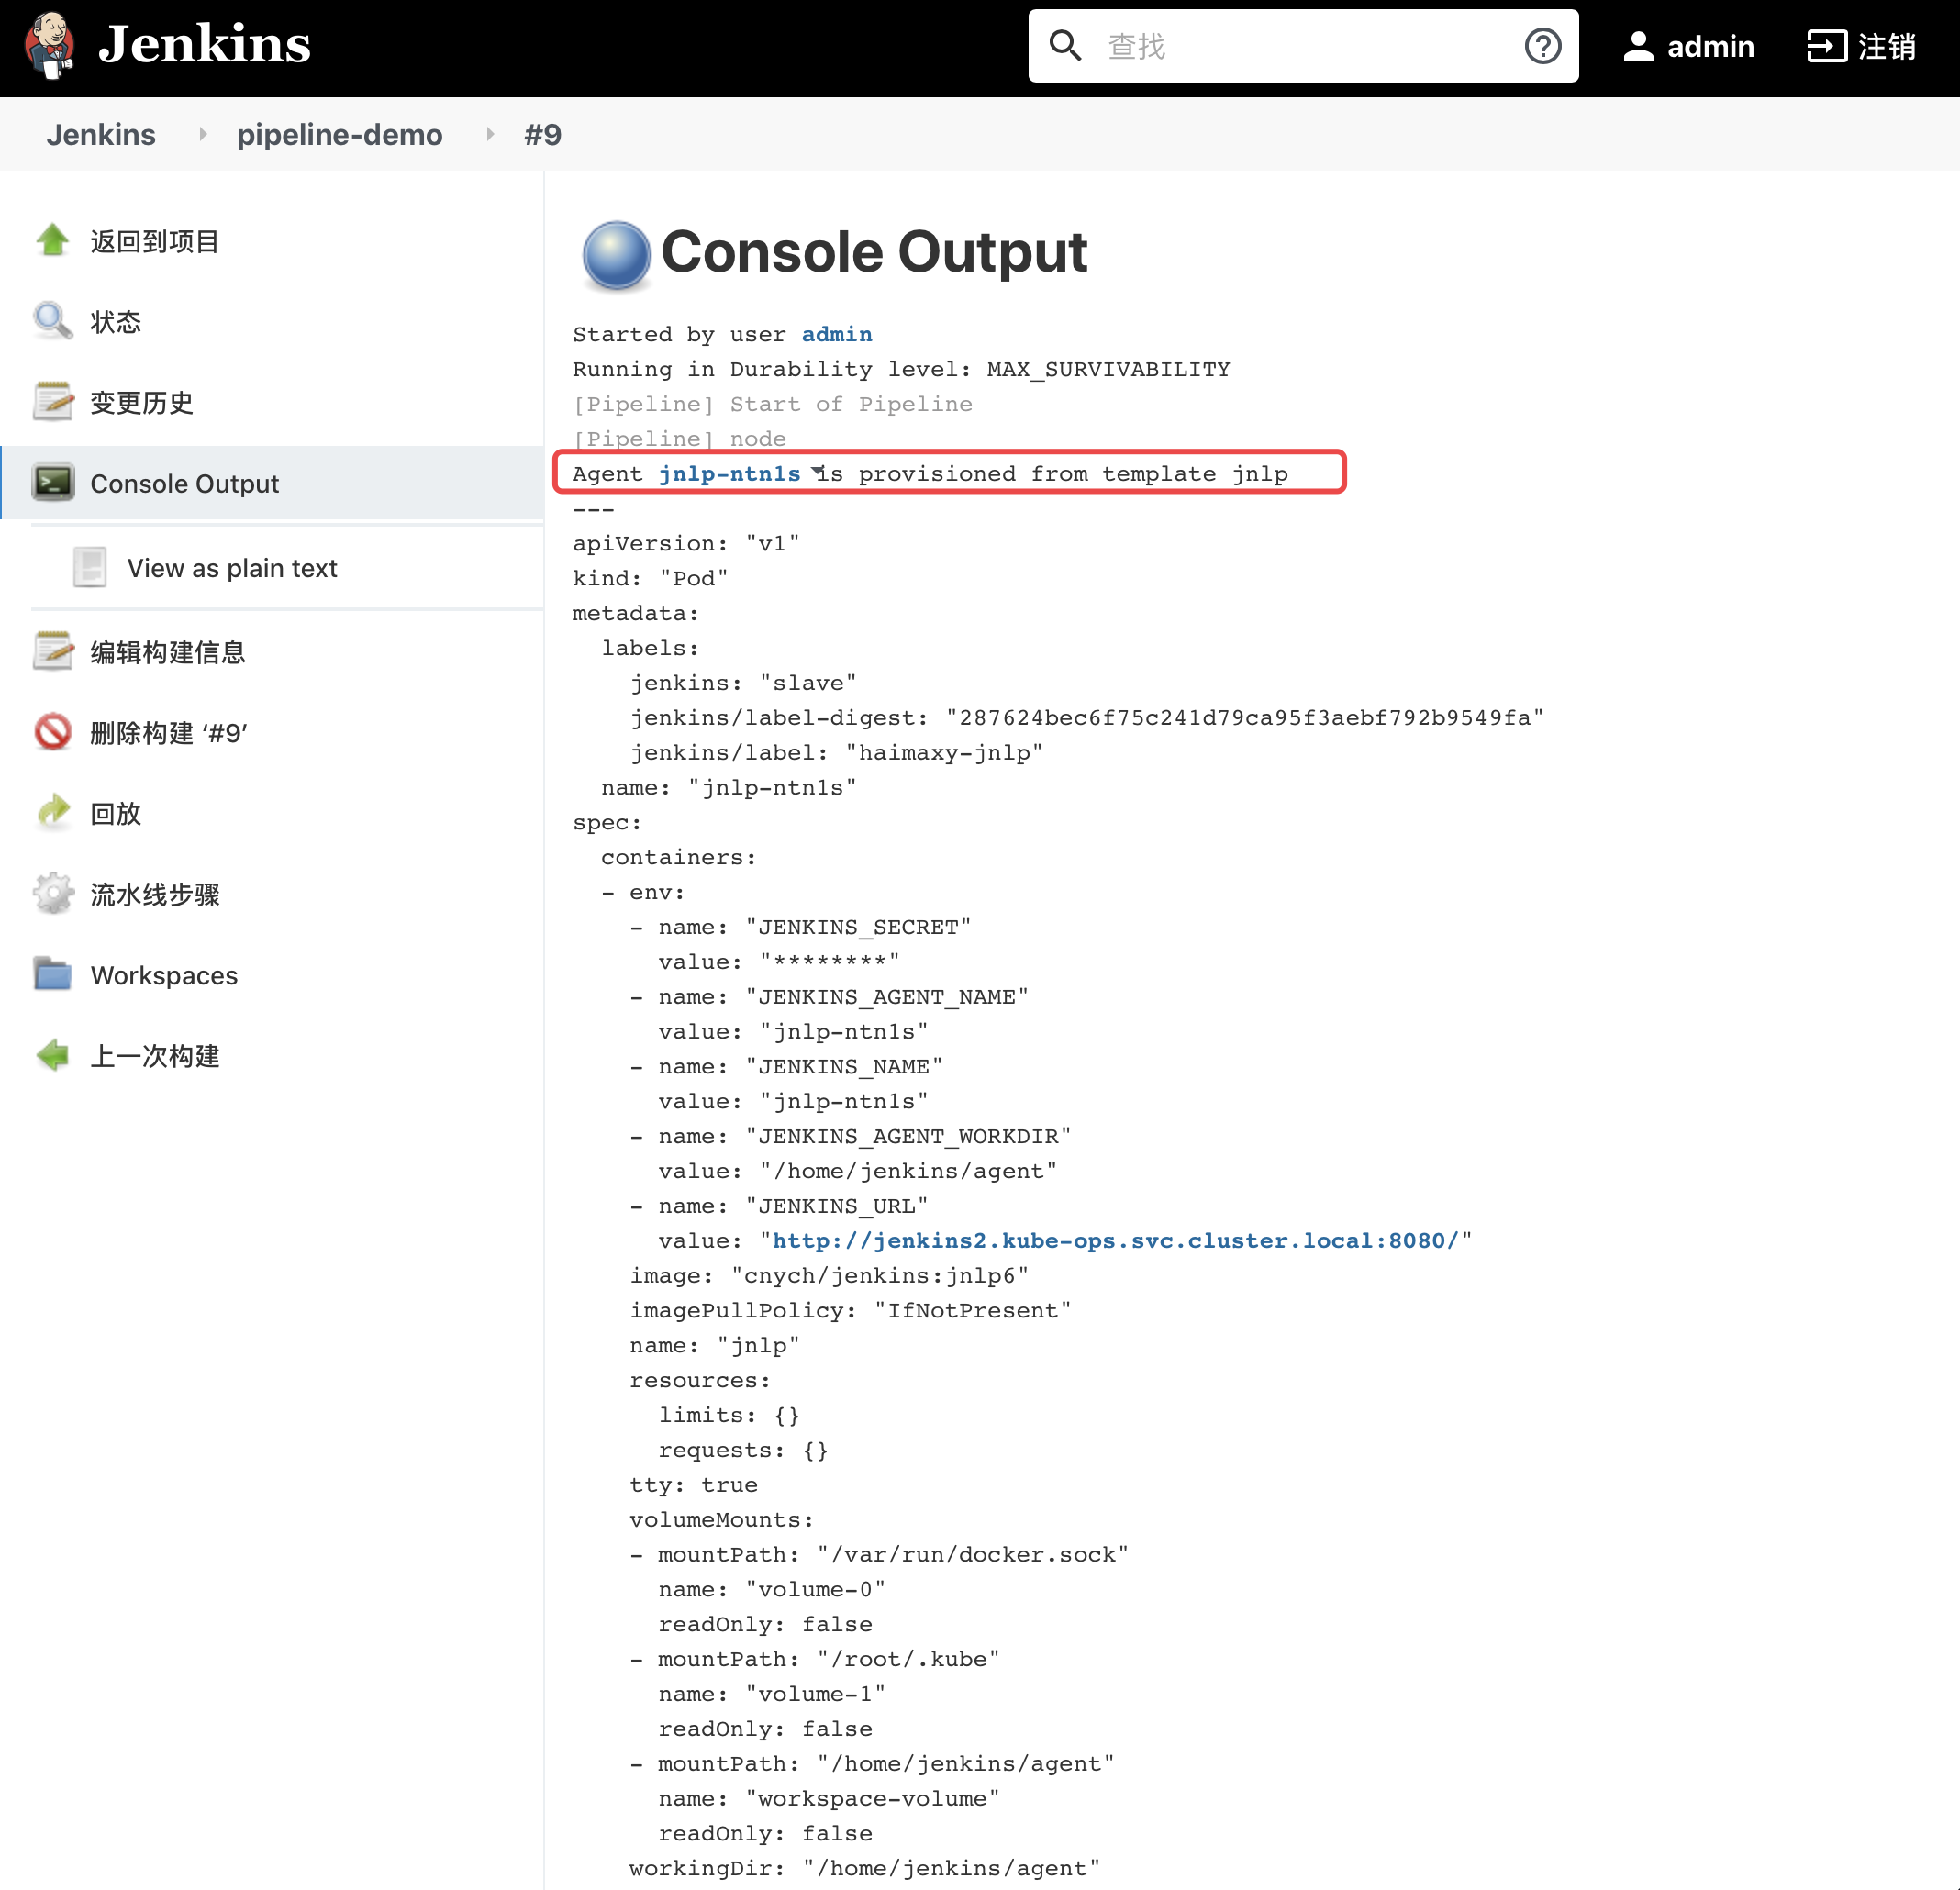 Jenkins
查找
admin
注销
Jenkins
pipeline-demo
#9
返回到项目
状态
变更历史
Console Output
View as plain text
编辑构建信息
删除构建 ‘#9’
回放
流水线步骤
Workspaces
上一次构建
Console Output
Started by user admin
Running in Durability level: MAX_SURVIVABILITY
[Pipeline] Start of Pipeline
[Pipeline] node
Agent jnlp-ntn1s is provisioned from template jnlp
---
apiVersion: "v1"
kind: "Pod"
metadata:
  labels:
    jenkins: "slave"
    jenkins/label-digest: "287624bec6f75c241d79ca95f3aebf792b9549fa"
    jenkins/label: "haimaxy-jnlp"
  name: "jnlp-ntn1s"
spec:
  containers:
  - env:
    - name: "JENKINS_SECRET"
      value: "********"
    - name: "JENKINS_AGENT_NAME"
      value: "jnlp-ntn1s"
    - name: "JENKINS_NAME"
      value: "jnlp-ntn1s"
    - name: "JENKINS_AGENT_WORKDIR"
      value: "/home/jenkins/agent"
    - name: "JENKINS_URL"
      value: "http://jenkins2.kube-ops.svc.cluster.local:8080/"
    image: "cnych/jenkins:jnlp6"
    imagePullPolicy: "IfNotPresent"
    name: "jnlp"
    resources:
      limits: {}
      requests: {}
    tty: true
    volumeMounts:
    - mountPath: "/var/run/docker.sock"
      name: "volume-0"
      readOnly: false
    - mountPath: "/root/.kube"
      name: "volume-1"
      readOnly: false
    - mountPath: "/home/jenkins/agent"
      name: "workspace-volume"
      readOnly: false
    workingDir: "/home/jenkins/agent"